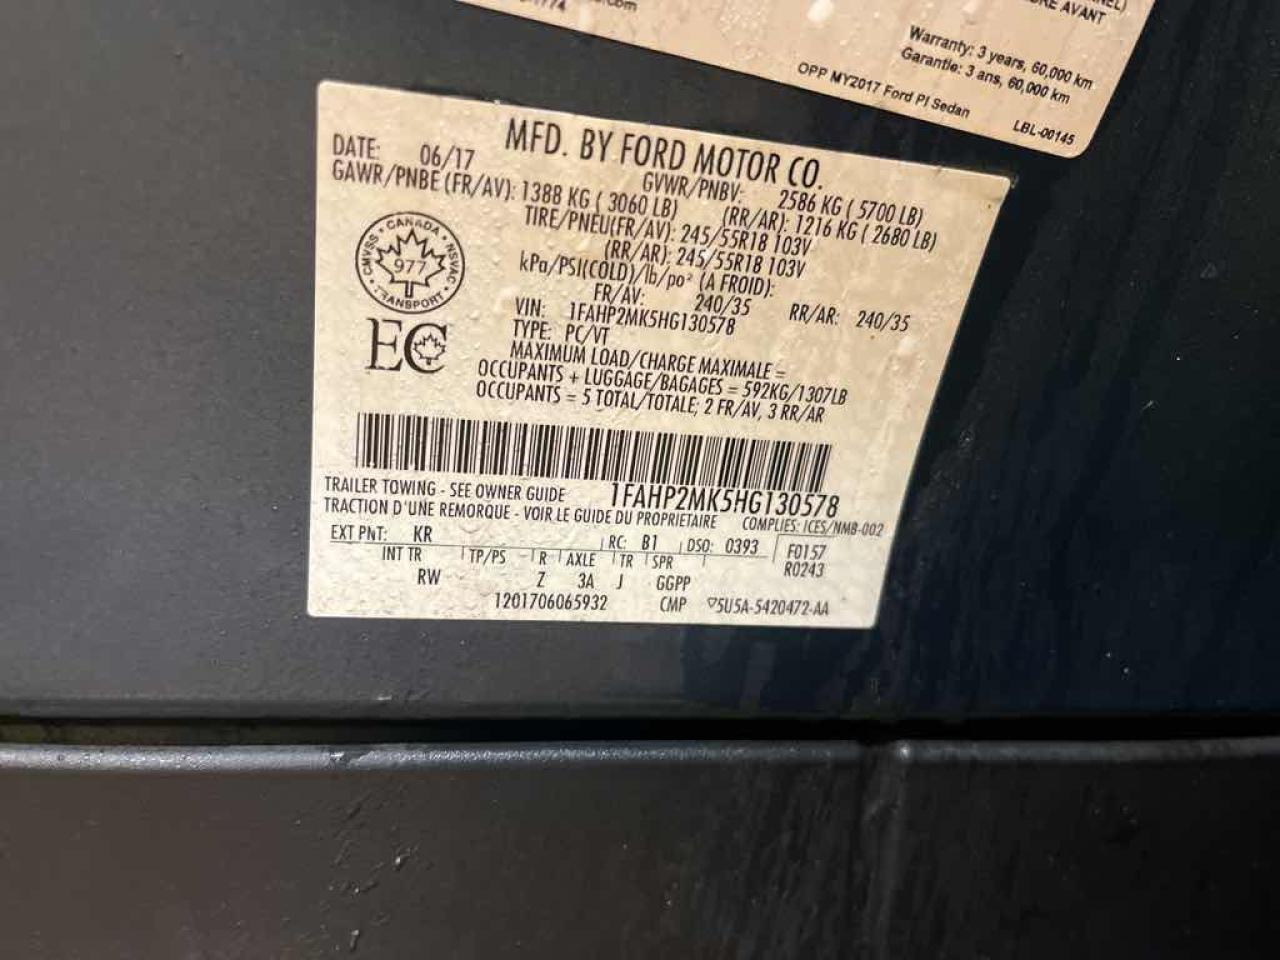 RE AVANT
Warranty: 3 years, 60,000 km
Garantie: 3 ans, 60,000 km
OPP MY2017 Ford PI Sedan
LBL-00145
MFD. BY FORD MOTOR CO.
DATE: 06/17 GVWR/PNBV: 2586 KG ( 5700 LB)
GAWR/PNBE (FR/AV): 1388 KG ( 3060 LB) (RR/AR): 1216 KG ( 2680 LB)
TIRE/PNEU(FR/AV): 245/55R18 103V
(RR/AR): 245/55R18 103V
kPa/PSI(COLD)/lb/po² (A FROID):
FR/AV: 240/35 RR/AR: 240/35
VIN: 1FAHP2MK5HG130578
TYPE: PC/VT
MAXIMUM LOAD/CHARGE MAXIMALE =
OCCUPANTS + LUGGAGE/BAGAGES = 592KG/1307LB
OCCUPANTS = 5 TOTAL/TOTALE; 2 FR/AV, 3 RR/AR
CMVSS • CANADA • NSVAC • TRANSPORT •
977
EC
1FAHP2MK5HG130578
TRAILER TOWING - SEE OWNER GUIDE
TRACTION D'UNE REMORQUE - VOIR LE GUIDE DU PROPRIETAIRE COMPLIES: ICES/NMB-002
EXT PNT: KR RC: B1 DSO: 0393 F0157
INT TR TP/PS R AXLE TR SPR R0243
RW Z 3A J GGPP
1201706065932 CMP ▽5U5A-5420472-AA